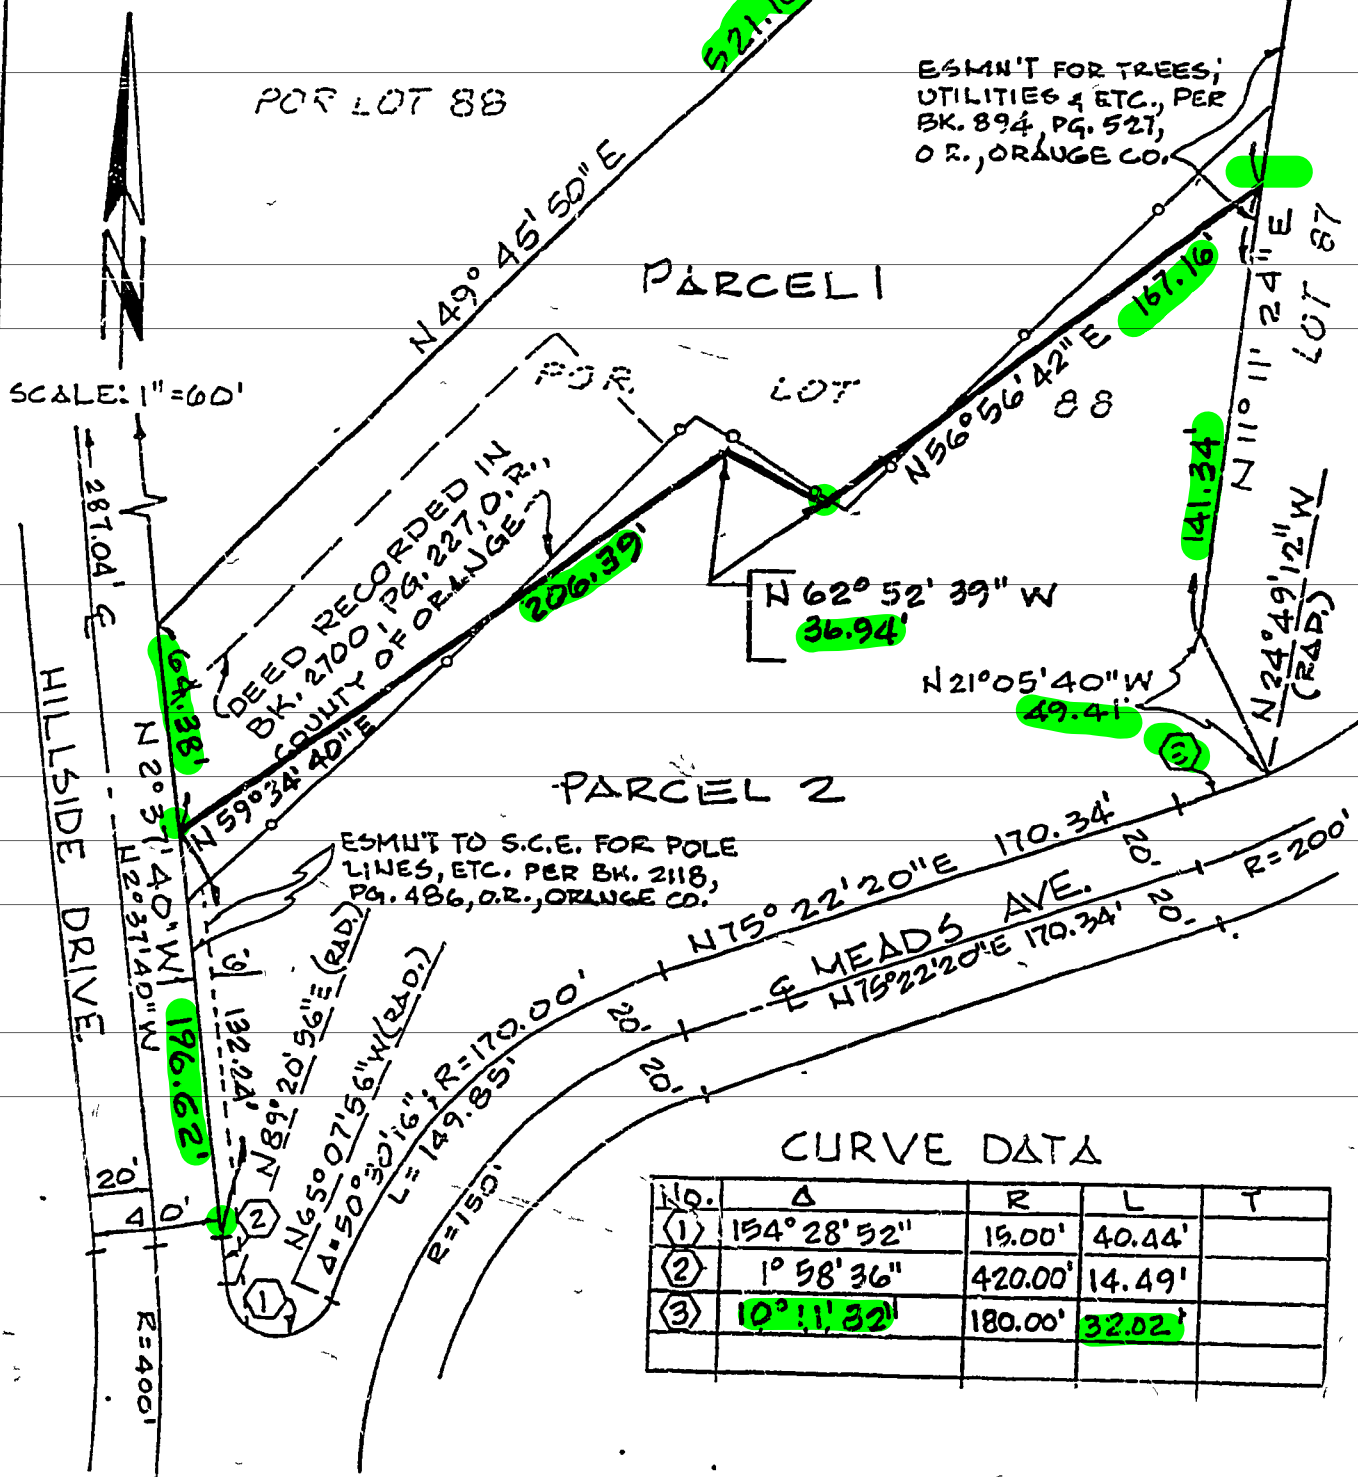 521.1
ESMN'T FOR TREES,
UTILITIES & ETC., PER
BK. 894, PG. 527,
O.R., ORANGE CO.
POR LOT 88
N 49° 45' 50" E
PARCEL 1
167.16'
N 11° 11' 24" E
LOT 87
SCALE: 1" = 60'
POR.
LOT
88
N 56° 56' 42" E
141.34'
287.04'
DEED RECORDED IN
BK. 2700, PG. 227, O.R.,
COUNTY OF ORANGE
206.39'
N 62° 52' 39" W
36.94'
N 24° 49' 12" W
(RAD.)
N 21° 05' 40" W
49.41'
3
64.38'
HILLSIDE DRIVE
N 2° 37' 40" W
N 2° 37' 40" W
N 59° 34' 40" E
PARCEL 2
ESMN'T TO S.C.E. FOR POLE
LINES, ETC. PER BK. 2118,
PG. 486, O.R., ORANGE CO.
N 75° 22' 20" E 170.34'
20'
R=200'
MEADS AVE.
℄
N 75° 22' 20" E 170.34'
20'
6'
132.24'
196.62'
N 89° 20' 56" E (RAD.)
N 65° 07' 56" W (RAD.)
Δ=50° 30' 16"; R=170.00'
L=149.85'
20'
20'
R=150'
20'
40'
2
1
R=400'
CURVE DATA
No. Δ R L T
1 154° 28' 52" 15.00' 40.44'
2 1° 58' 36" 420.00' 14.49'
3 10° 11' 32" 180.00' 32.02'